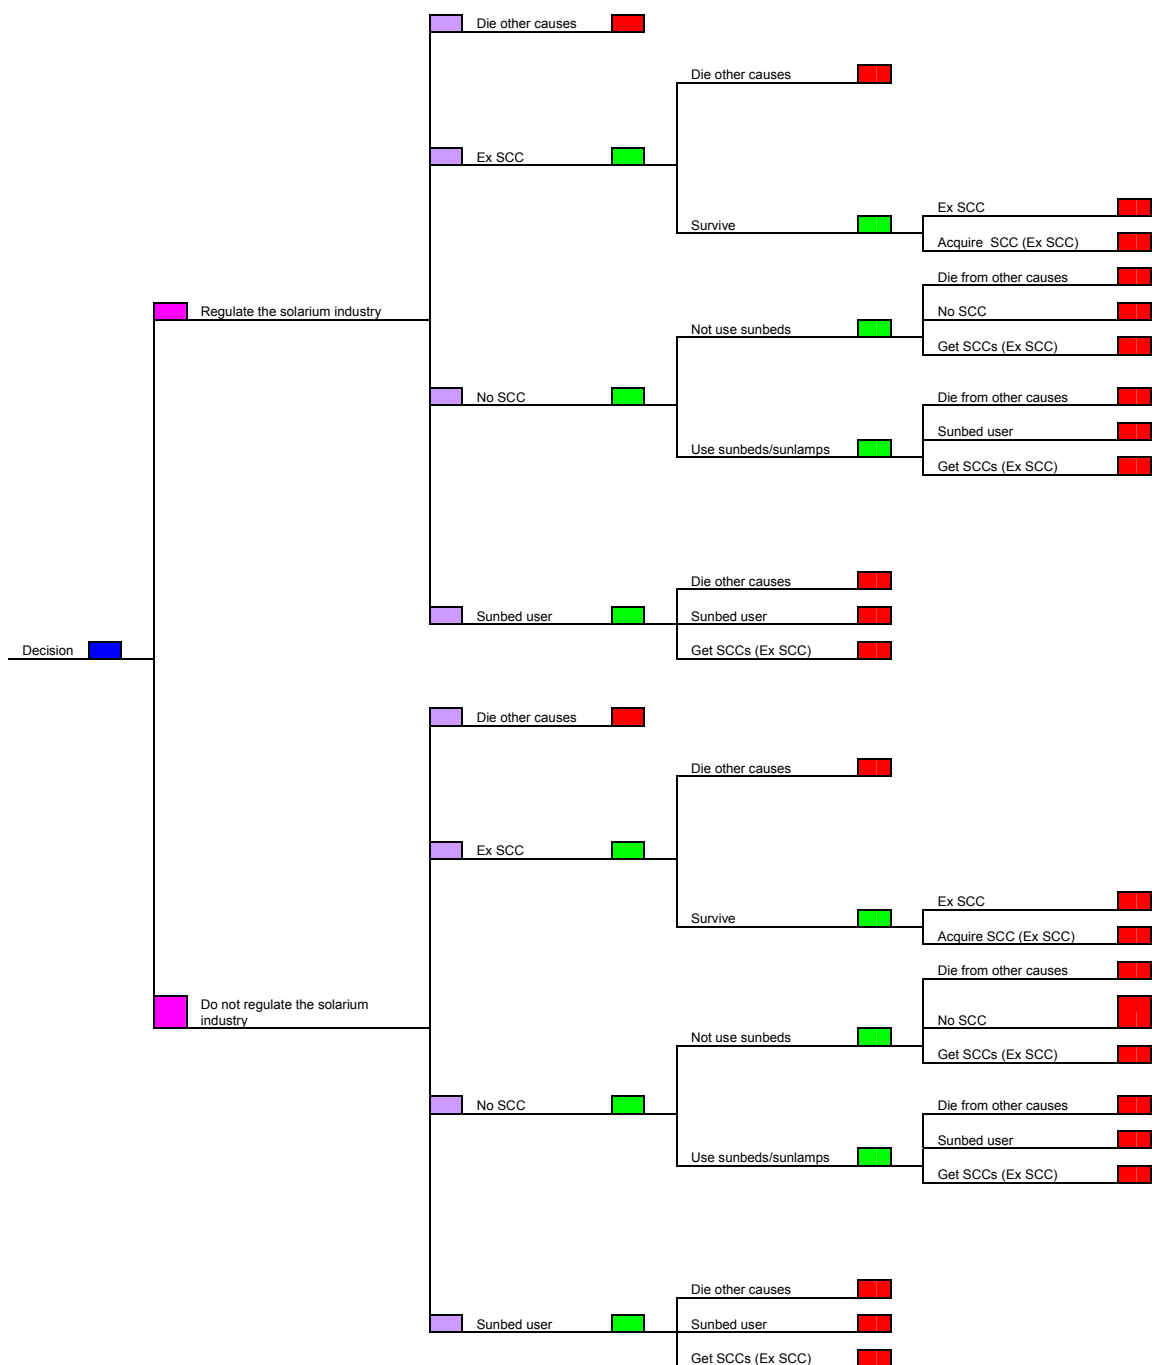 Die other causes
Die other causes
Ex SCC
Ex SCC
Survive
Acquire  SCC (Ex SCC)
Die from other causes
Regulate the solarium industry
No SCC
Not use sunbeds
Get SCCs (Ex SCC)
No SCC
Die from other causes
Sunbed user
Use sunbeds/sunlamps
Get SCCs (Ex SCC)
Die other causes
Sunbed user
Sunbed user
Decision
Get SCCs (Ex SCC)
Die other causes
Die other causes
Ex SCC
Ex SCC
Survive
Acquire SCC (Ex SCC)
Die from other causes
Do not regulate the solarium
industry
No SCC
Not use sunbeds
Get SCCs (Ex SCC)
No SCC
Die from other causes
Sunbed user
Use sunbeds/sunlamps
Get SCCs (Ex SCC)
Die other causes
Sunbed user
Sunbed user
Get SCCs (Ex SCC)